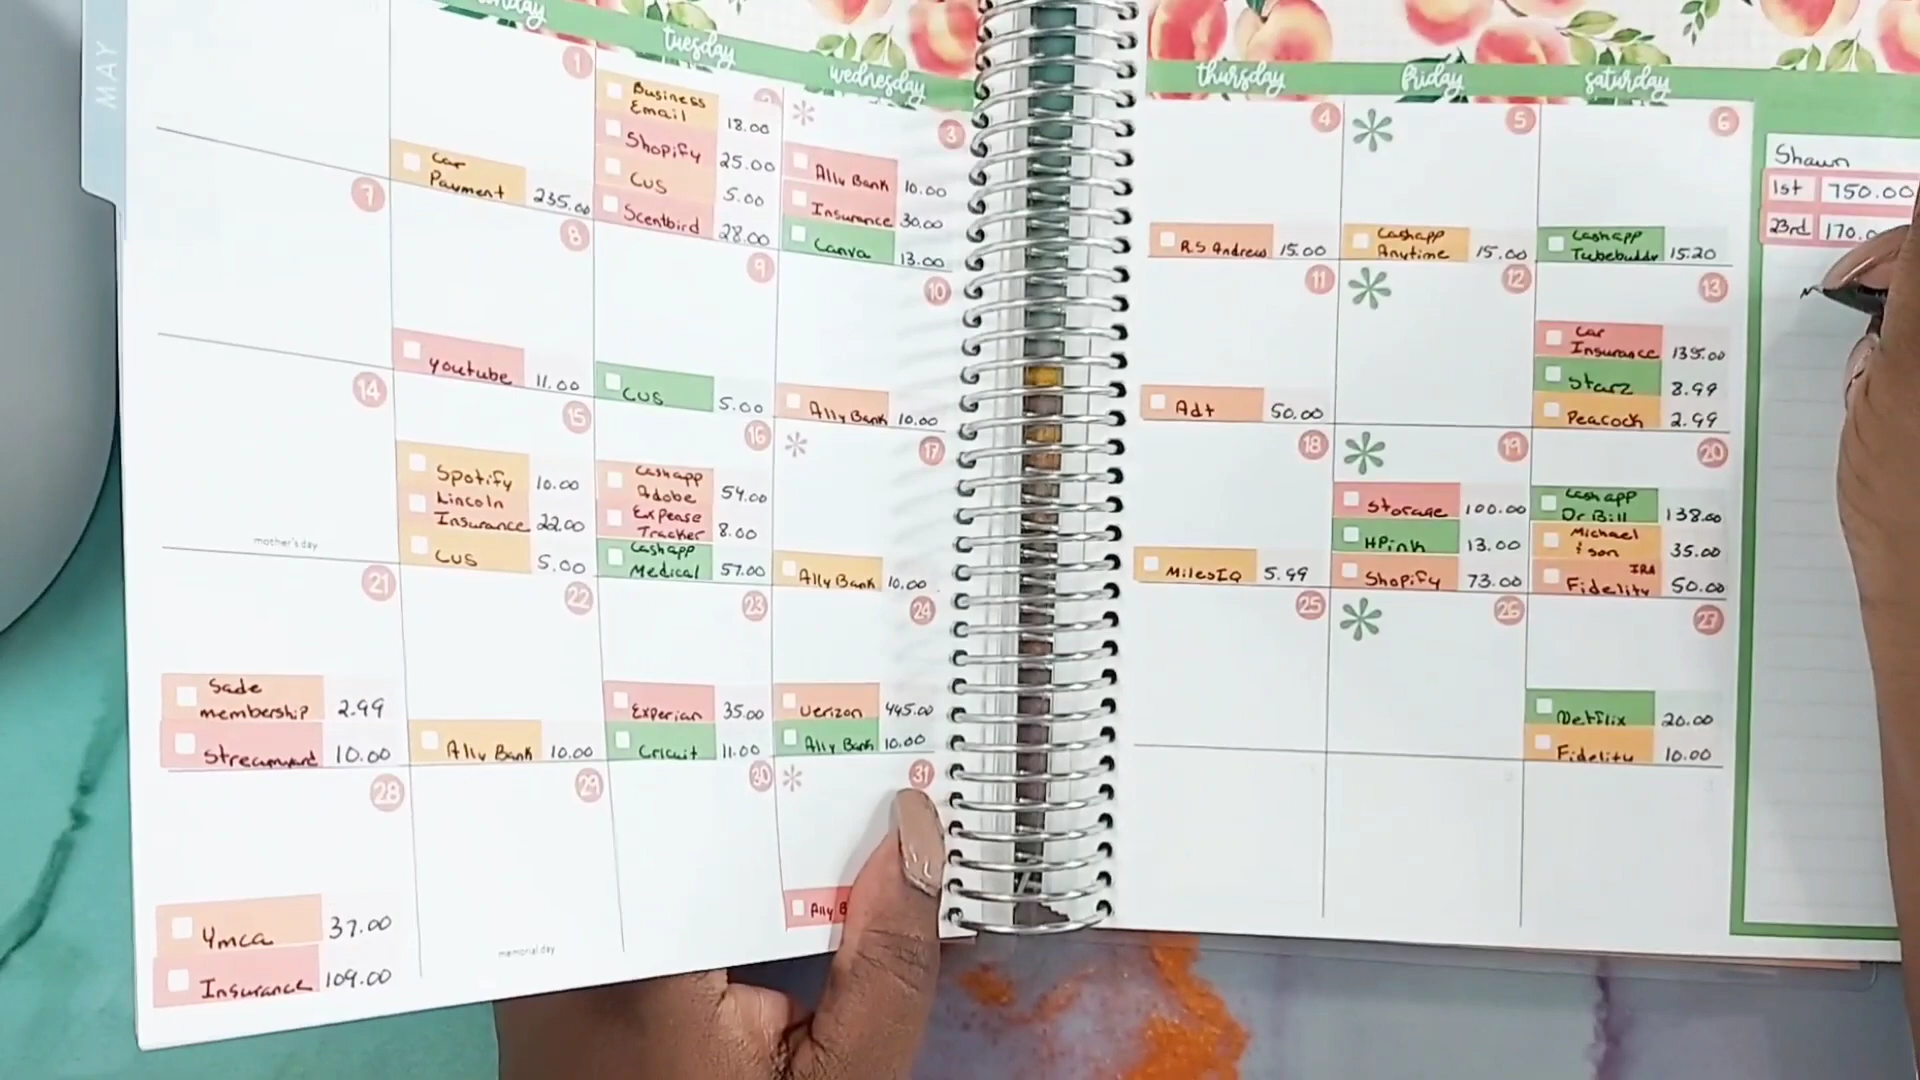 MAY
tuesday
wednesday
thursday
friday
saturday
1
Car
Payment 235.00
Business
Email 18.00
Shopify 25.00
CUS 5.00
Scentbird 28.00
3
Ally Bank 10.00
Insurance 30.00
Canva 13.00
4
R.S Andrew 15.00
5
Cashapp
Anytime 15.00
6
Cashapp
Tubebuddy 15.20
Shawn
1st 750.00
23rd 170.0
7
8
youtube 11.00
9
CUS 5.00
10
Ally Bank 10.00
11
Adt 50.00
12
13
Car
Insurance 135.00
Starz 8.99
Peacock 2.99
14
mother's day
15
Spotify 10.00
Lincoln
Insurance 22.00
CUS 5.00
16
Cashapp
Adobe 54.00
Expense
Tracker 8.00
Cashapp
Medical 57.00
17
Ally Bank 10.00
18
MilesIQ 5.99
19
Storage 100.00
HPink 13.00
Shopify 73.00
20
Cashapp
Dr. Bill 138.00
Michael
& son 35.00
IRA
Fidelity 50.00
21
Sade
membership 2.99
Streamyard 10.00
22
Ally Bank 10.00
23
Experian 35.00
Cricut 11.00
24
Verizon 445.00
Ally Bank 10.00
25
26
27
Netflix 20.00
Fidelity 10.00
28
Ymca 37.00
Insurance 109.00
29
memorial day
30
31
Ally B